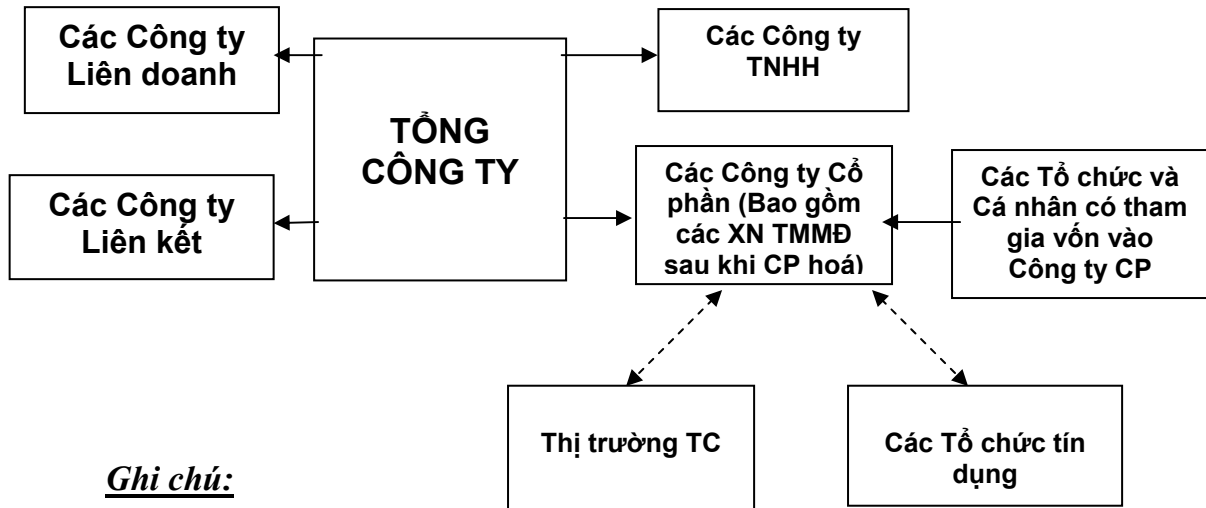 Các Công ty
Liên doanh
TỔNG
CÔNG TY
Các Công ty
TNHH
Các Công ty
Liên kết
Các Công ty Cổ
phần (Bao gồm
các XN TMMĐ
sau khi CP hoá)
Các Tổ chức và
Cá nhân có tham
gia vốn vào
Công ty CP
Thị trường TC
Các Tổ chức tín
dụng
Ghi chú: